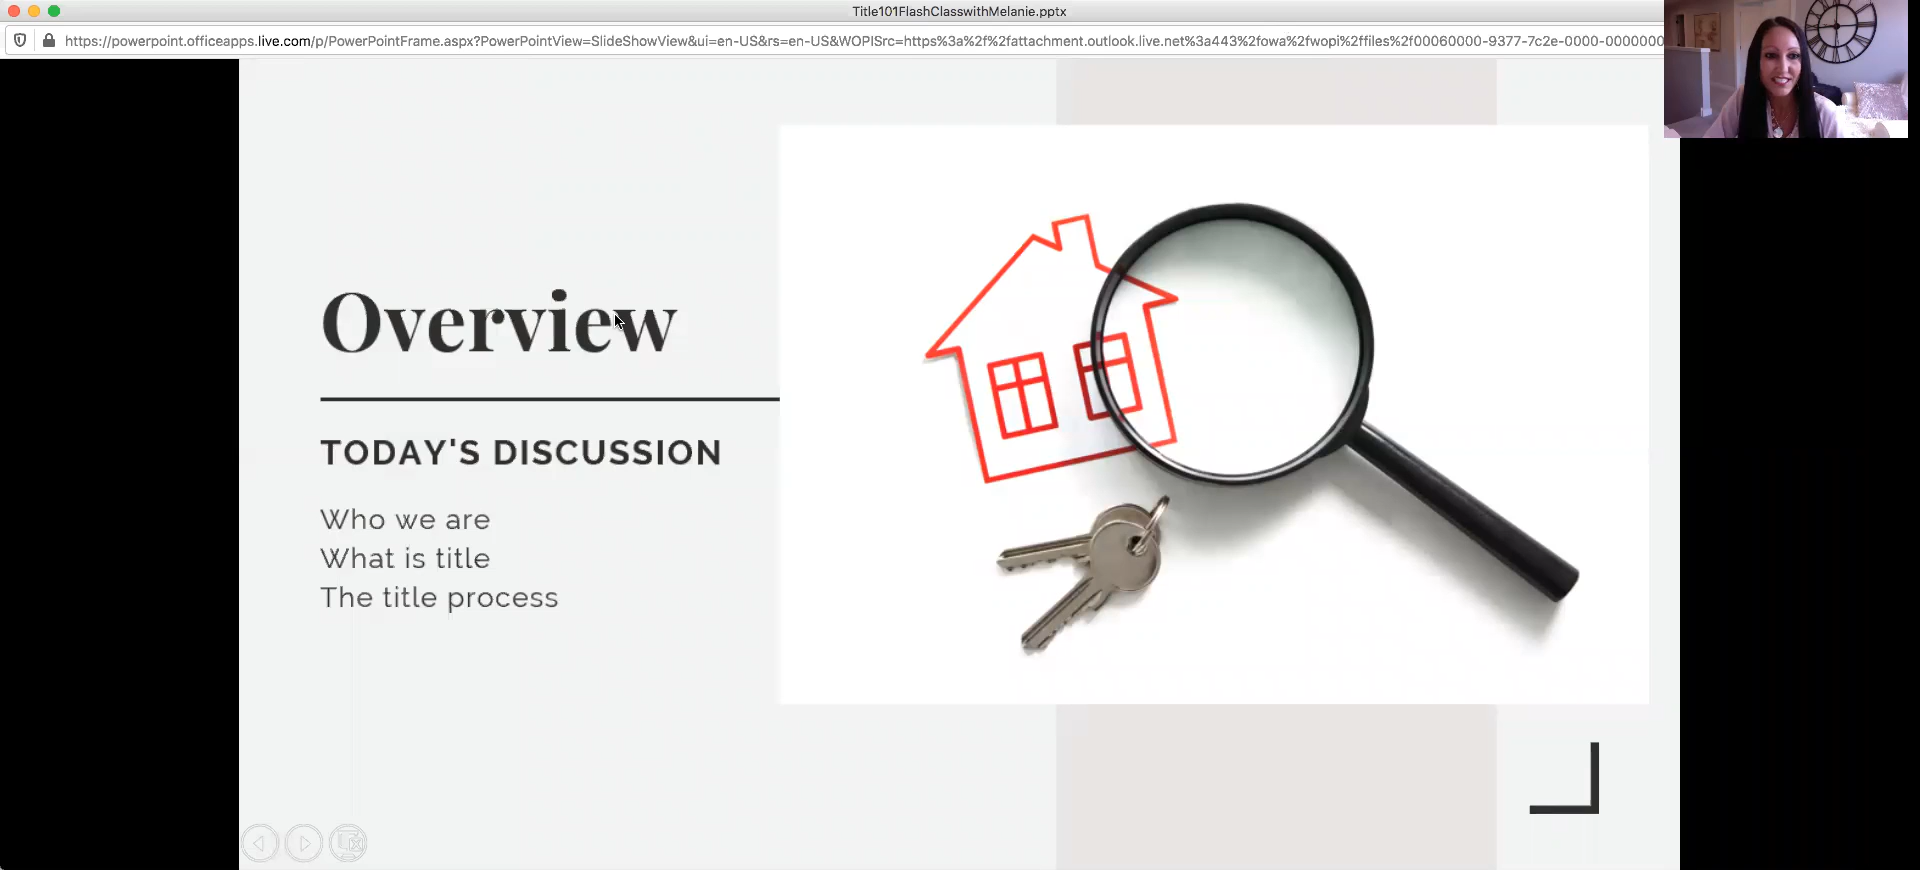 Title101FlashClasswithMelanie.pptx
https://powerpoint.officeapps.live.com/p/PowerPointFrame.aspx?PowerPointView=SlideShowView&ui=en-US&rs=en-US&WOPISrc=https%3a%2f%2fattachment.outlook.live.net%3a443%2fowa%2fwopi%2ffiles%2f00060000-9377-7c2e-0000-0000000
Overview
TODAY'S DISCUSSION
Who we are
What is title
The title process